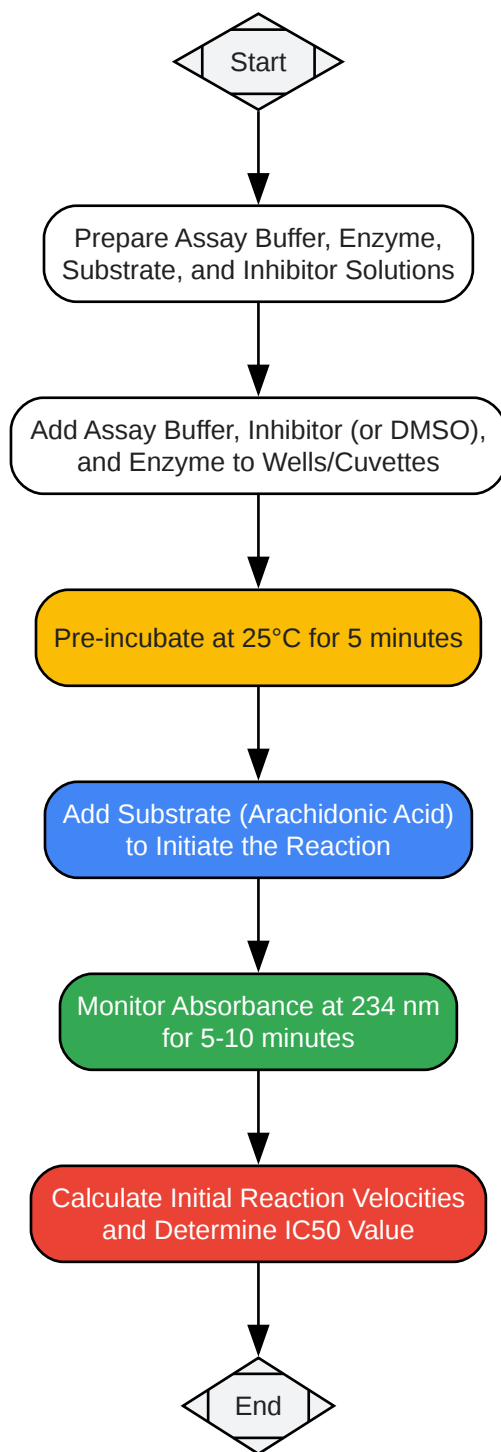 Start
Prepare Assay Buffer, Enzyme,
Substrate, and Inhibitor Solutions
Add Assay Buffer, Inhibitor (or DMSO),
and Enzyme to Wells/Cuvettes
Pre-incubate at 25°C for 5 minutes
Add Substrate (Arachidonic Acid)
to Initiate the Reaction
Monitor Absorbance at 234 nm
for 5-10 minutes
Calculate Initial Reaction Velocities
and Determine IC50 Value
End